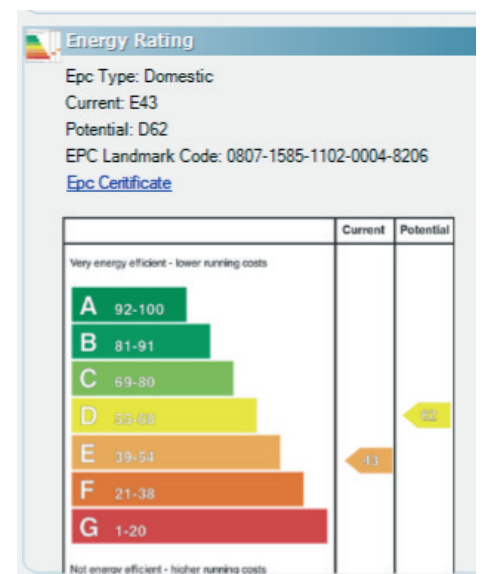 Energy Rating
Epc Type: Domestic
Current: E43
Potential: D62
EPC Landmark Code: 0807-1585-1102-0004-8206
Epc Ceritificate
Current Potential
Very energy efficient - lower running costs
A 92-100
B 81-91
C 69-80
D 55-68 62
E 39-54 43
F 21-38
G 1-20
Not energy efficient - higher running costs